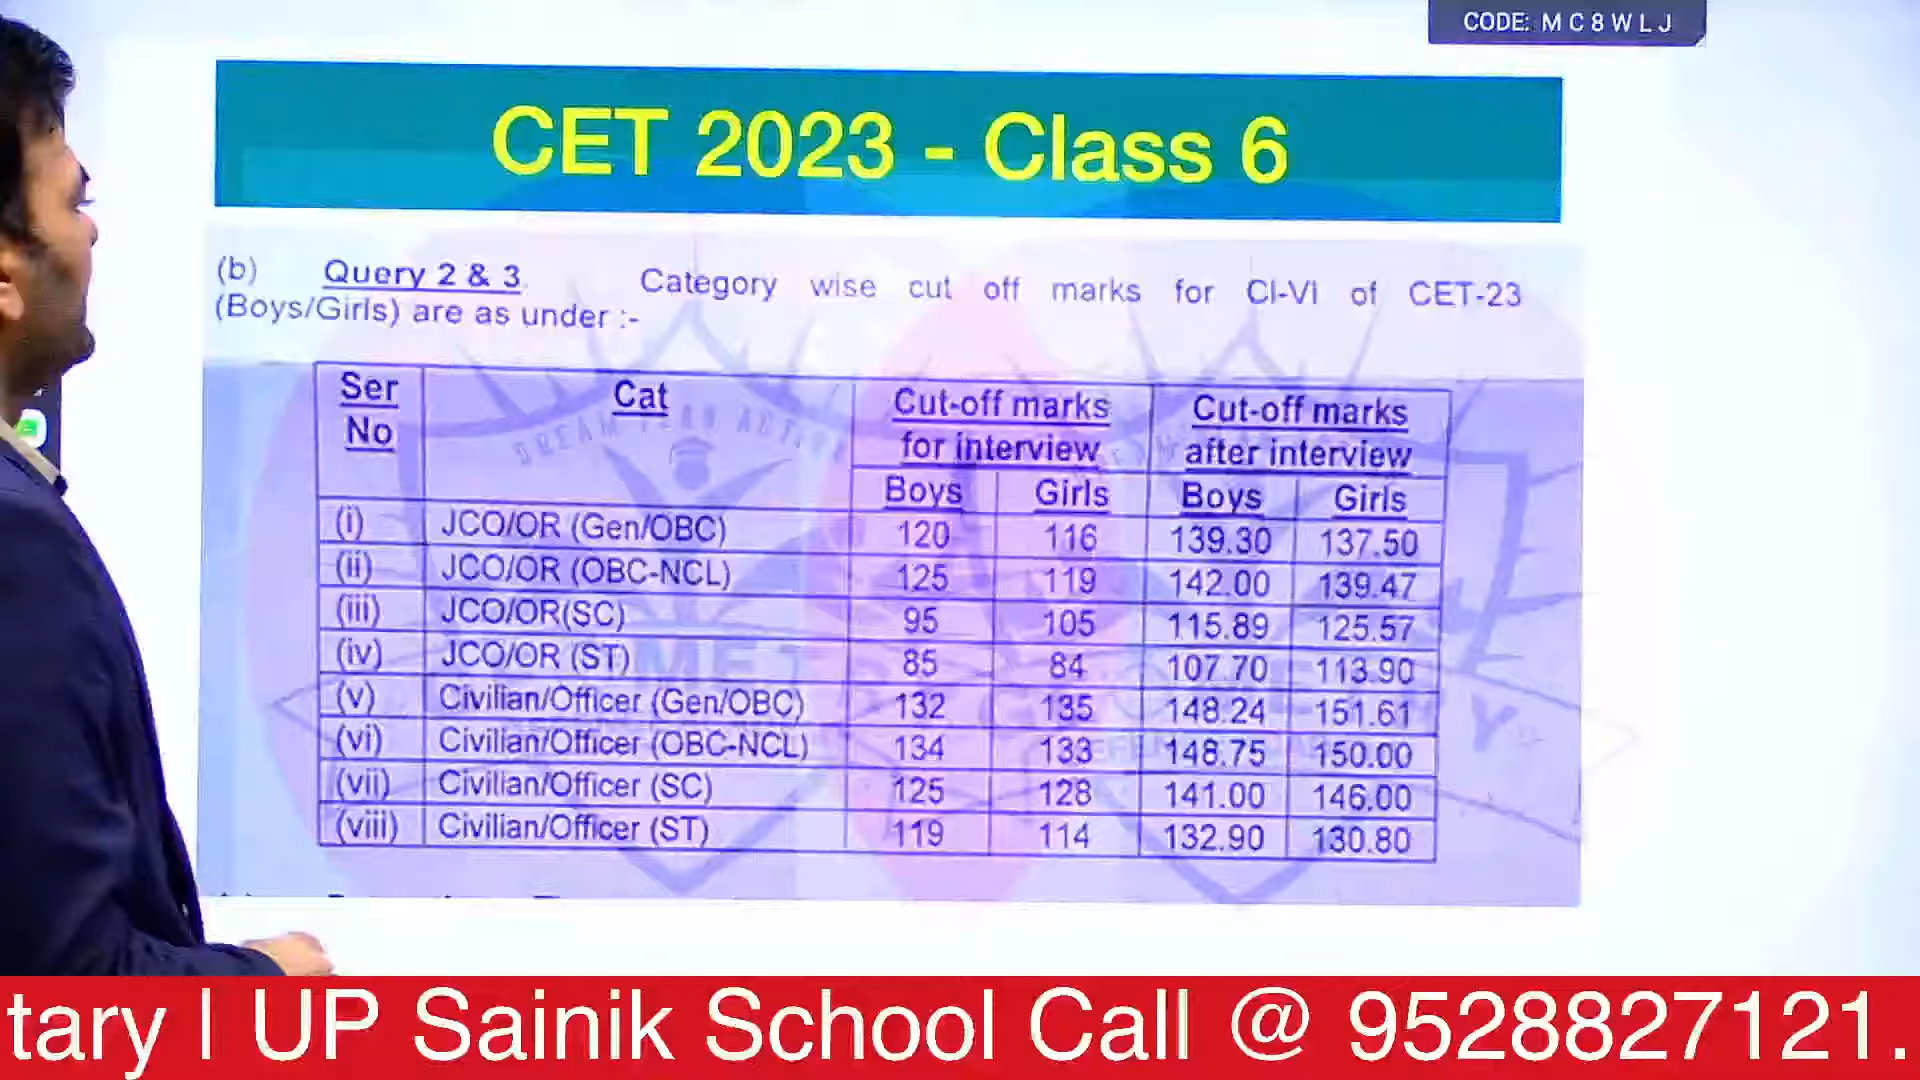 CODE: MC8WLJ
CET 2023 - Class 6
(b) Query 2 & 3. Category wise cut off marks for Cl-VI of CET-23
(Boys/Girls) are as under :-
Ser No Cat Cut-off marks for interview Cut-off marks after interview
Boys Girls Boys Girls
(i) JCO/OR (Gen/OBC) 120 116 139.30 137.50
(ii) JCO/OR (OBC-NCL) 125 119 142.00 139.47
(iii) JCO/OR(SC) 95 105 115.89 125.57
(iv) JCO/OR (ST) 85 84 107.70 113.90
(v) Civilian/Officer (Gen/OBC) 132 135 148.24 151.61
(vi) Civilian/Officer (OBC-NCL) 134 133 148.75 150.00
(vii) Civilian/Officer (SC) 125 128 141.00 146.00
(viii) Civilian/Officer (ST) 119 114 132.90 130.80
tary | UP Sainik School Call @ 9528827121.